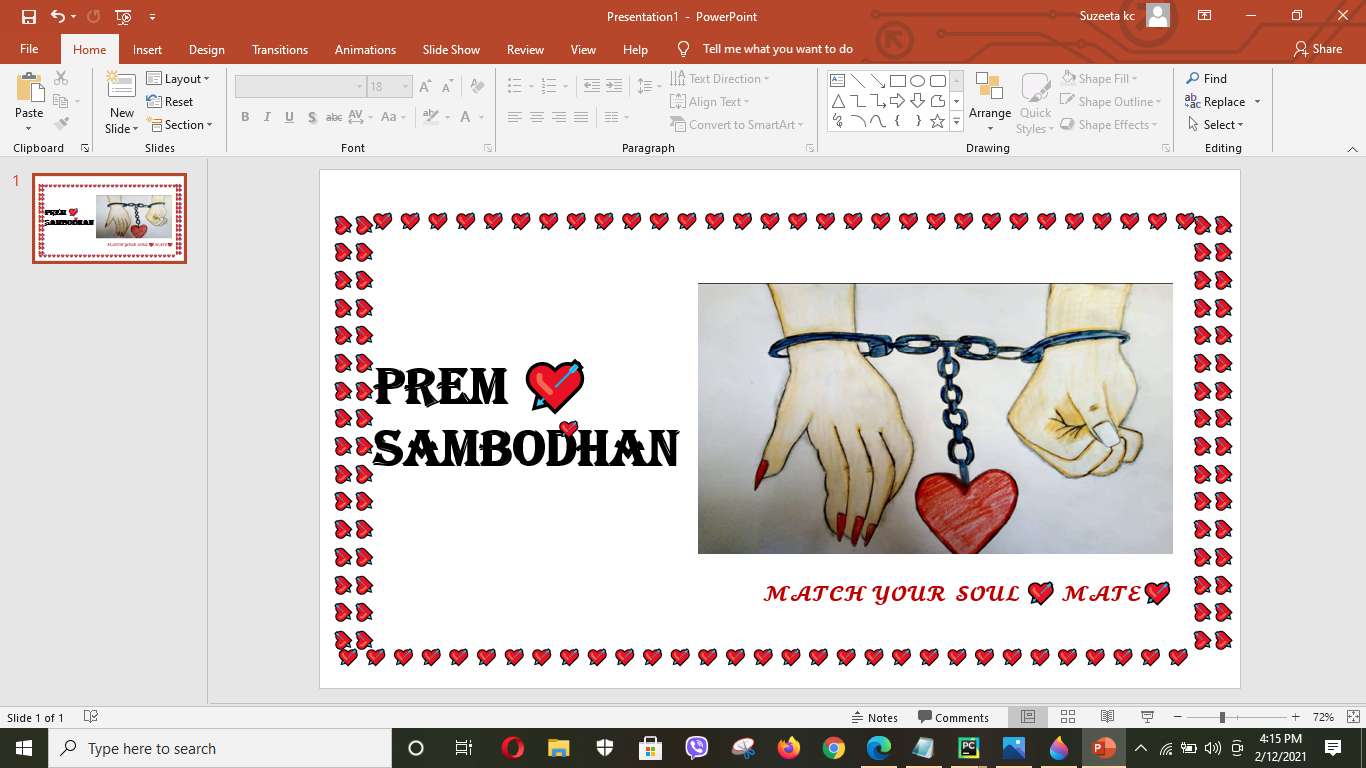 Presentation1 - PowerPoint
Suzeeta kc
File Home Insert Design Transitions Animations Slide Show Review View Help Tell me what you want to do Share
Paste
Clipboard
New Slide
Layout
Reset
Section
Slides
18
B I U S abc AV Aa A
Font
Text Direction
Align Text
Convert to SmartArt
Paragraph
Arrange
Quick Styles
Shape Fill
Shape Outline
Shape Effects
Drawing
Find
Replace
Select
Editing
1
PREM
SAMBODHAN
MATCH YOUR SOUL MATE
Slide 1 of 1
Notes
Comments
72%
Type here to search
4:15 PM
2/12/2021